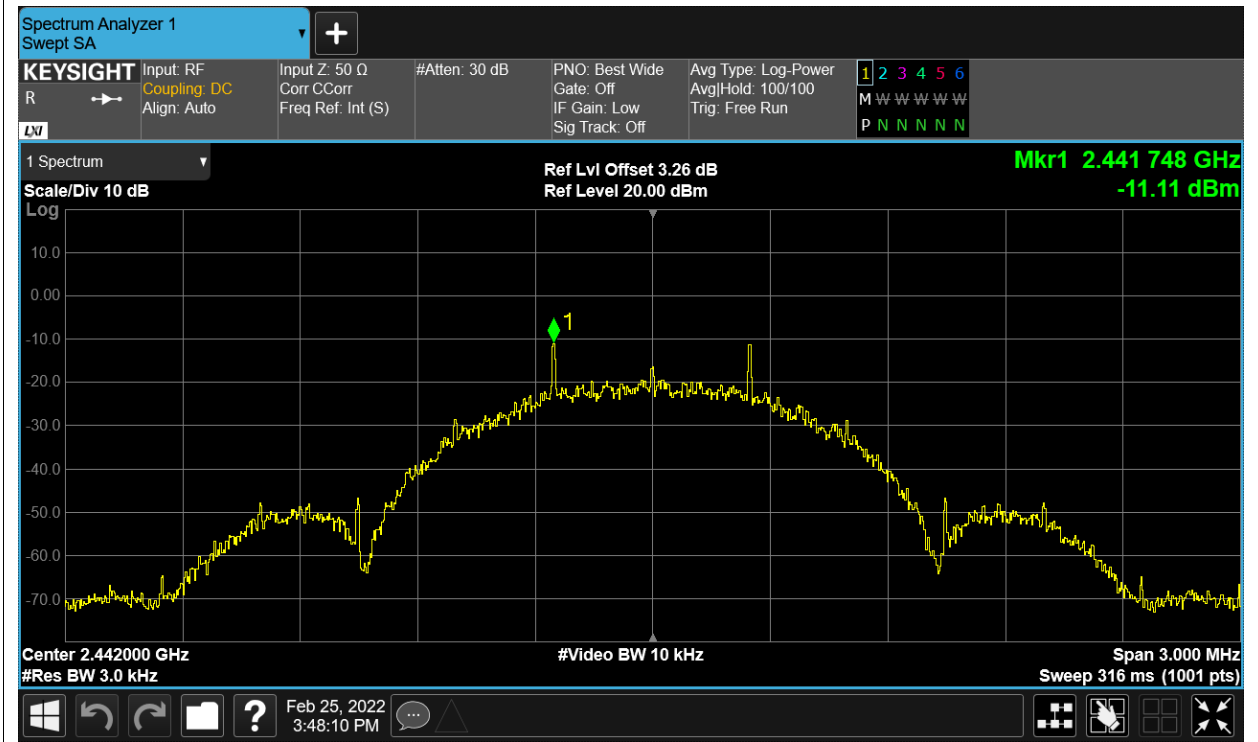 Spectrum Analyzer 1
Swept SA
+
KEYSIGHT
R
LXI
Input: RF
Coupling: DC
Align: Auto
Input Z: 50 Ω
Corr CCorr
Freq Ref: Int (S)
#Atten: 30 dB
PNO: Best Wide
Gate: Off
IF Gain: Low
Sig Track: Off
Avg Type: Log-Power
Avg|Hold: 100/100
Trig: Free Run
1 2 3 4 5 6
M W W W W W
P N N N N N
1 Spectrum
Scale/Div 10 dB
Log
Ref Lvl Offset 3.26 dB
Ref Level 20.00 dBm
Mkr1 2.441 748 GHz
-11.11 dBm
10.0
0.00
-10.0
-20.0
-30.0
-40.0
-50.0
-60.0
-70.0
1
Center 2.442000 GHz
#Res BW 3.0 kHz
#Video BW 10 kHz
Span 3.000 MHz
Sweep 316 ms (1001 pts)
?
Feb 25, 2022
3:48:10 PM